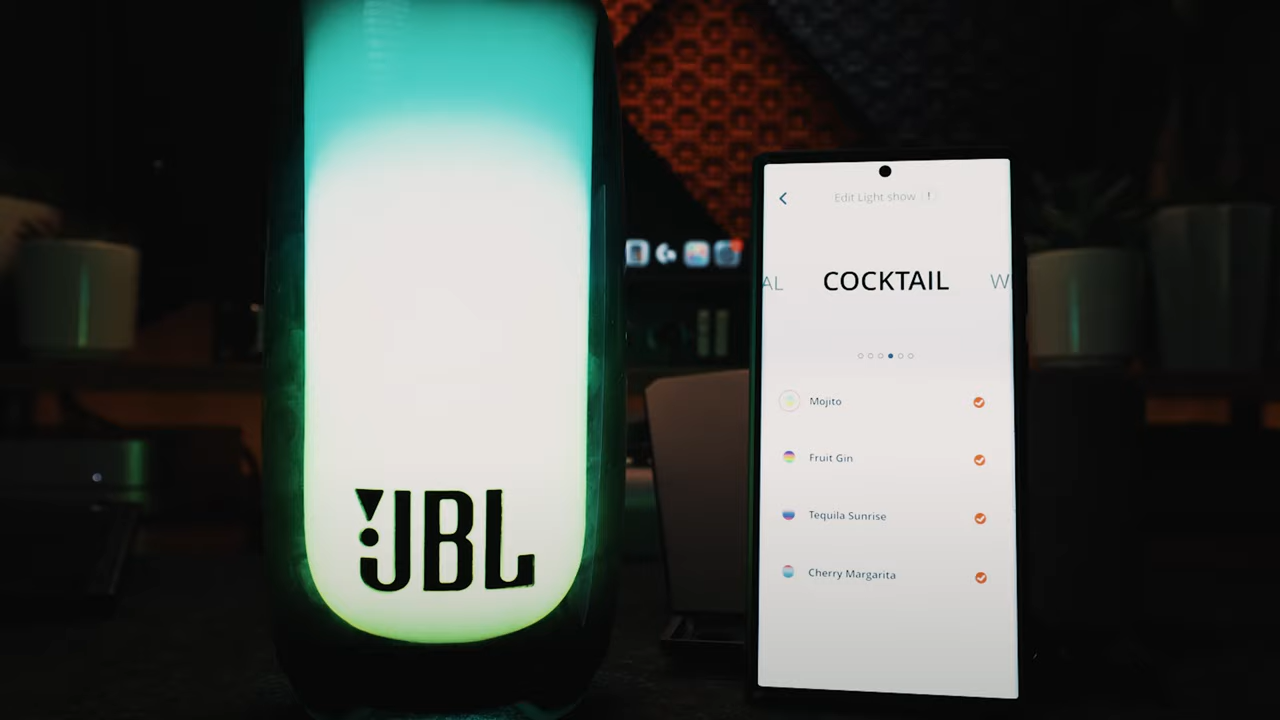 JBL
Edit Light show !
AL COCKTAIL W
Mojito
Fruit Gin
Tequila Sunrise
Cherry Margarita